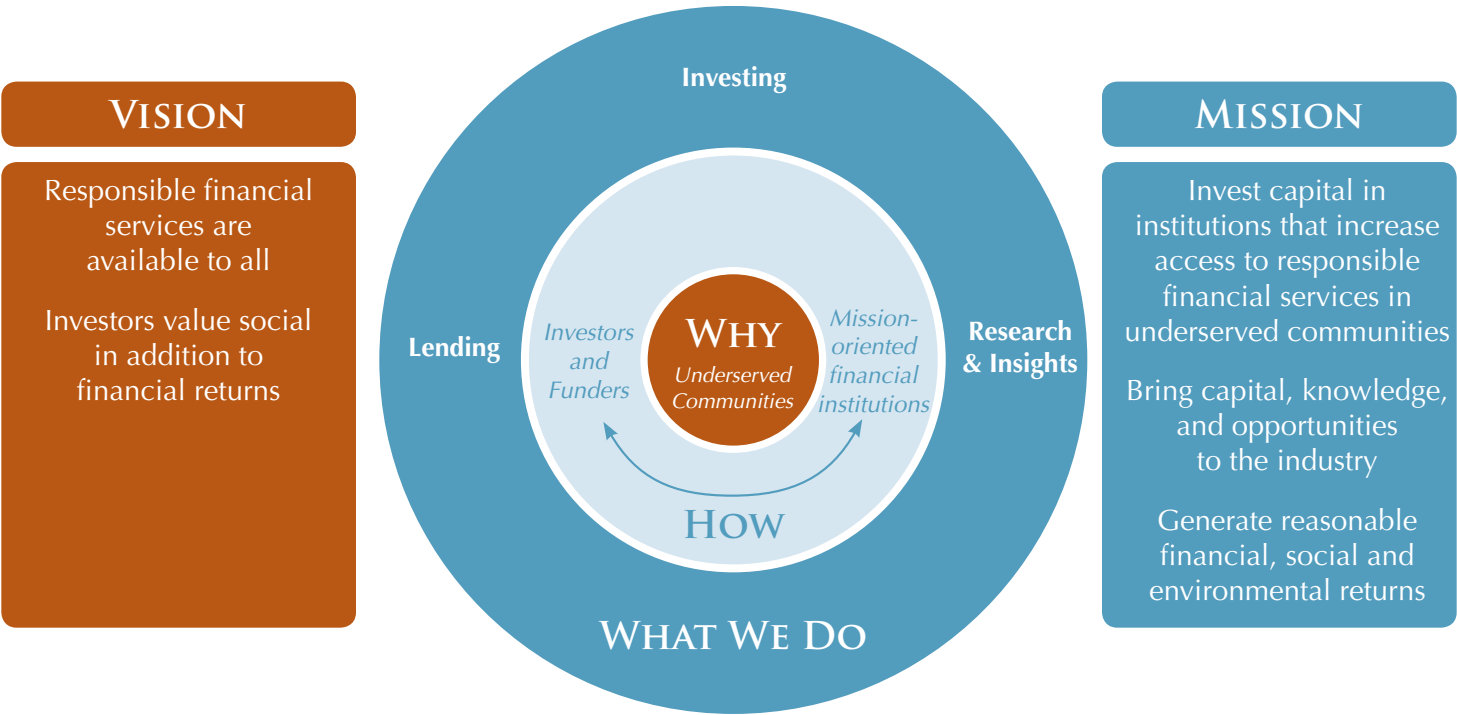 VISION
Responsible financial
services are
available to all
Investors value social
in addition to
financial returns
Investing
Lending
Research
& Insights
WHAT WE DO
Investors
and
Funders
Mission-
oriented
financial
institutions
HOW
WHY
Underserved
Communities
MISSION
Invest capital in
institutions that increase
access to responsible
financial services in
underserved communities
Bring capital, knowledge,
and opportunities
to the industry
Generate reasonable
financial, social and
environmental returns